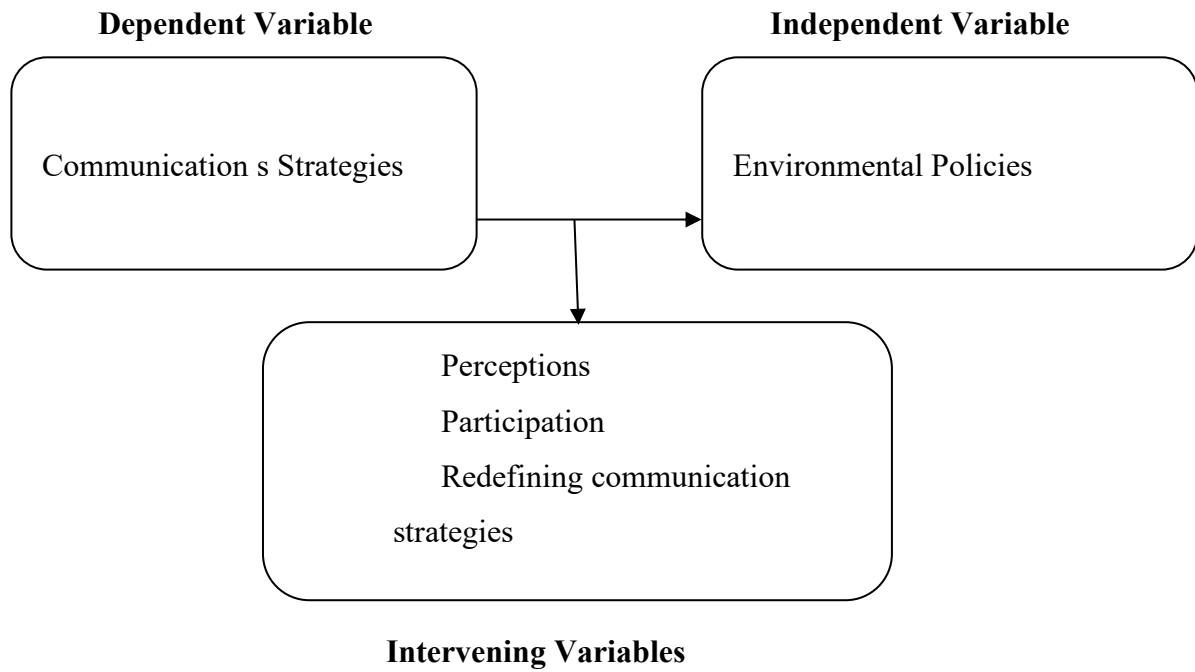 Dependent Variable
Independent Variable
Communication s Strategies
Environmental Policies
Perceptions
Participation
Redefining communication
strategies
Intervening Variables